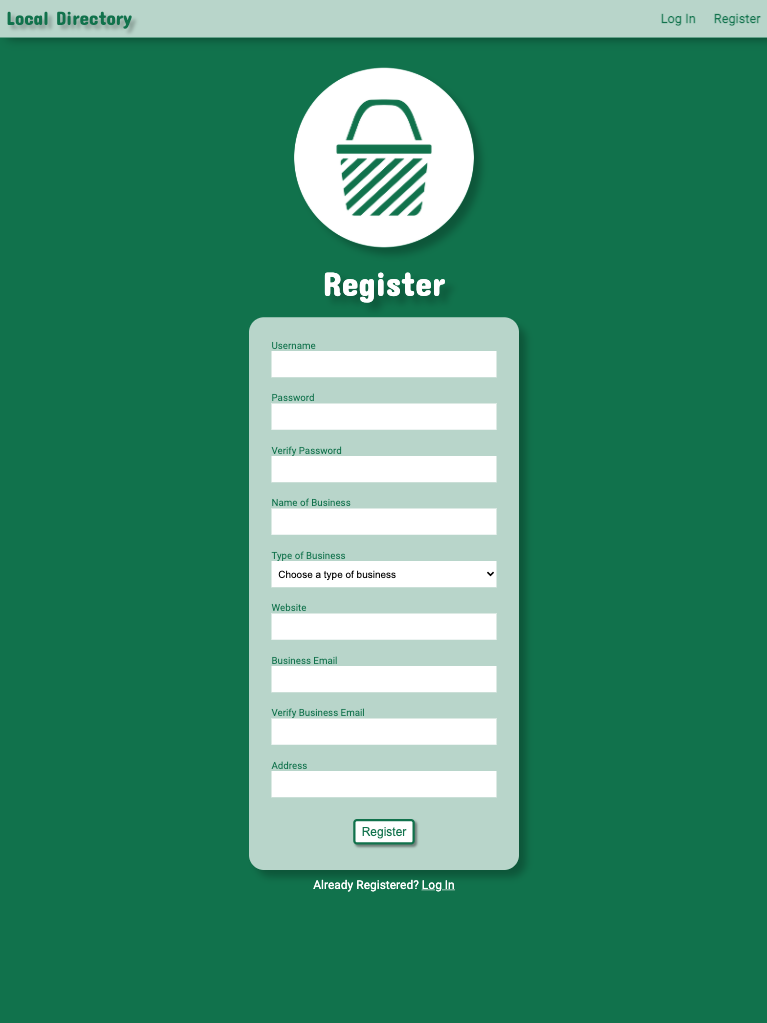 Local Directory
Log In Register
Register
Username
Password
Verify Password
Name of Business
Type of Business
Choose a type of business
Website
Business Email
Verify Business Email
Address
Register
Already Registered? Log In